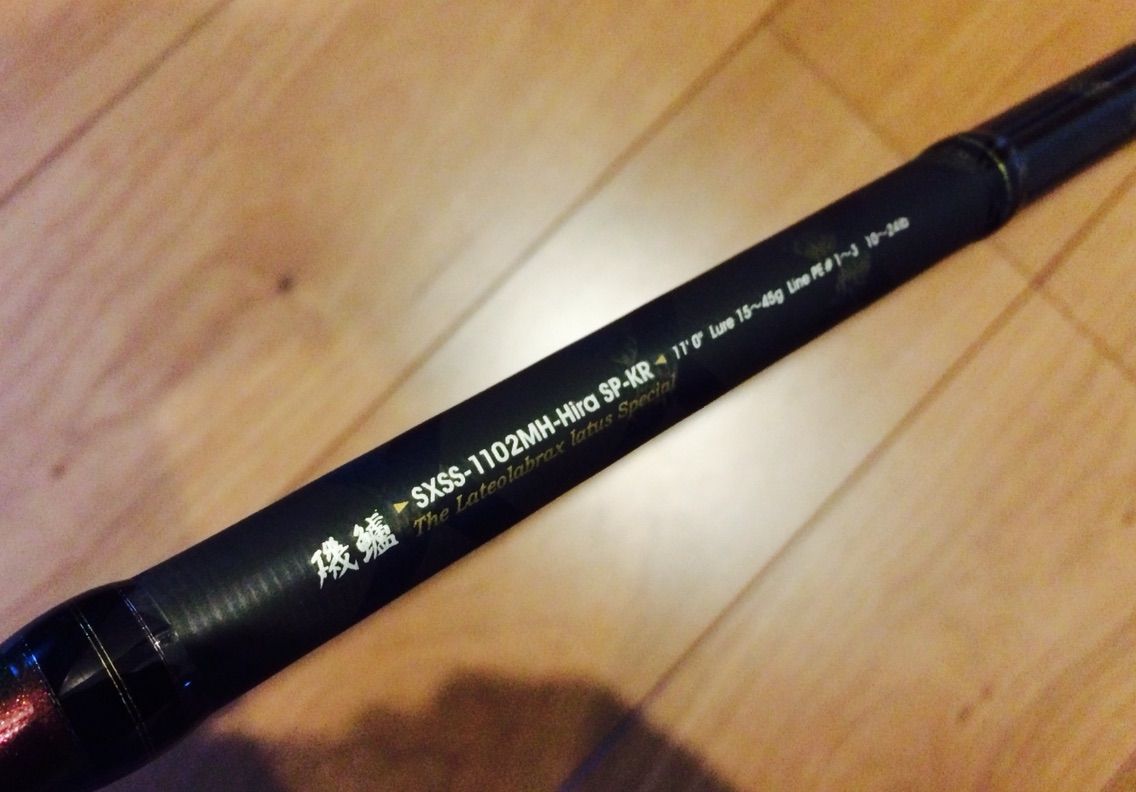 磯鱸 ▶ SXSS-1102MH-Hira SP-KR ◀ 11' 0" Lure 15~45g Line PE# 1~3 10~24lb
The Lateolabrax latus Special